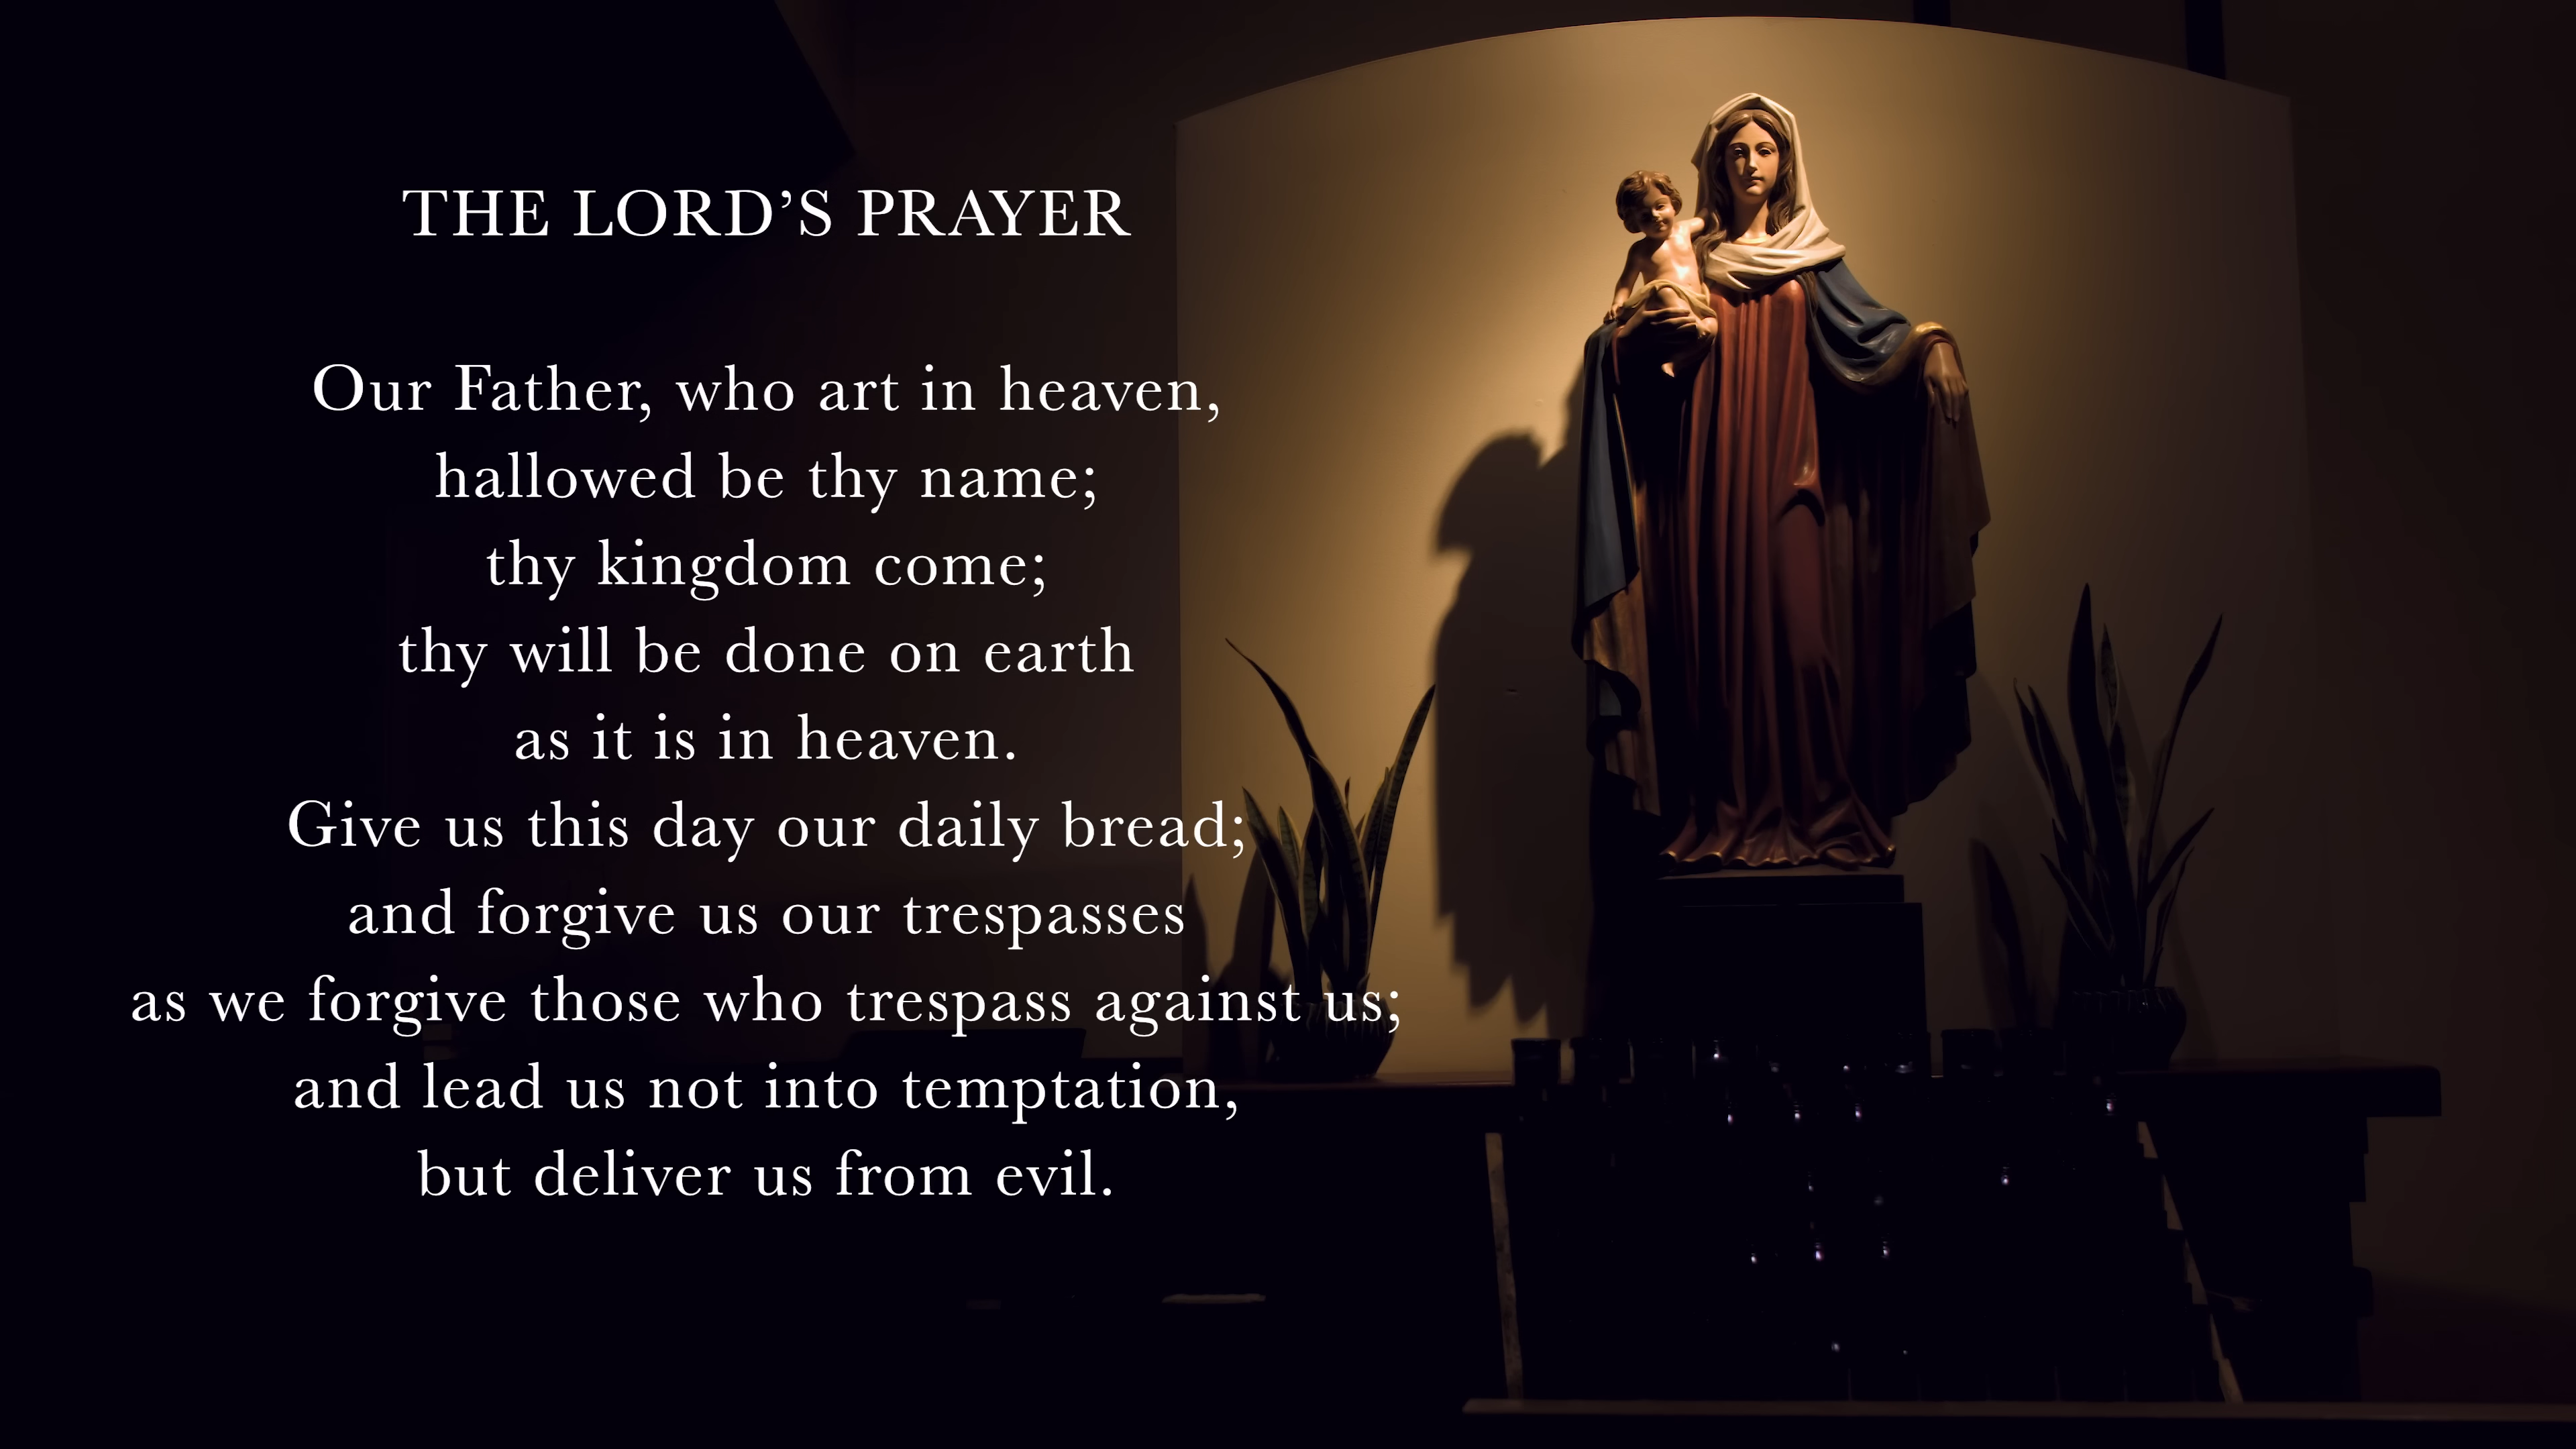 THE LORD’S PRAYER
Our Father, who art in heaven,
hallowed be thy name;
thy kingdom come;
thy will be done on earth
as it is in heaven.
Give us this day our daily bread;
and forgive us our trespasses
as we forgive those who trespass against us;
and lead us not into temptation,
but deliver us from evil.